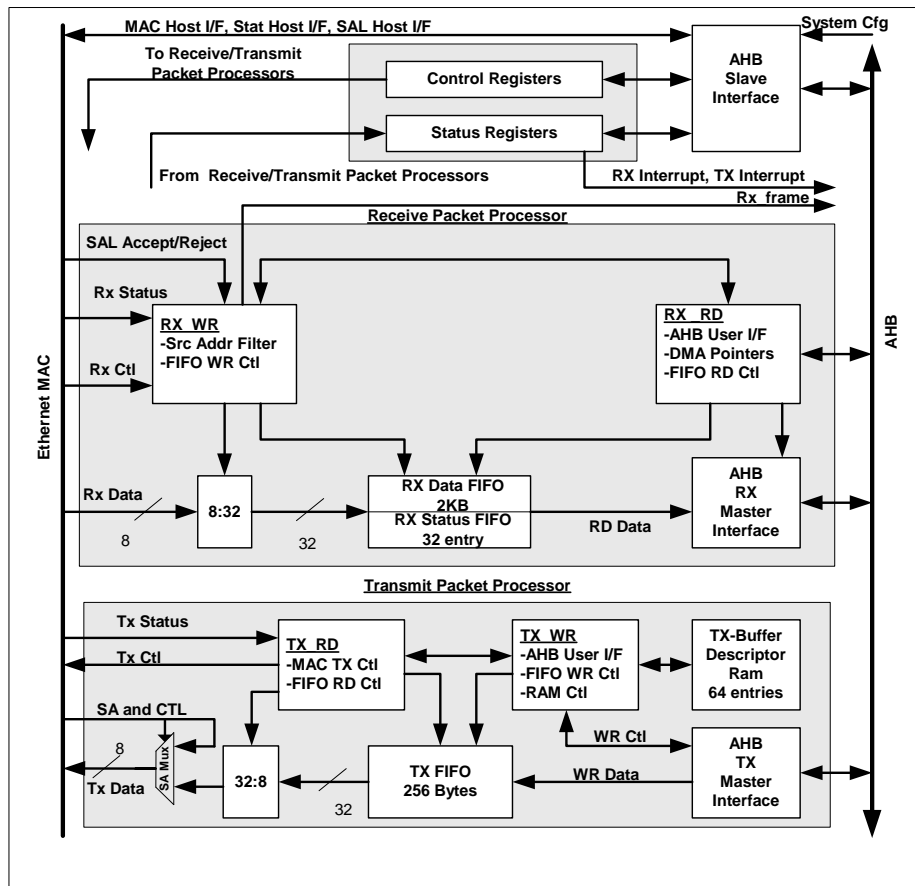 MAC Host I/F, Stat Host I/F, SAL Host I/F
System Cfg
To Receive/Transmit
Packet Processors
Control Registers
AHB
Slave
Interface
Status Registers
From Receive/Transmit Packet Processors
RX Interrupt, TX Interrupt
Rx_frame
Receive Packet Processor
SAL Accept/Reject
Rx Status
RX_WR
-Src Addr Filter
-FIFO WR Ctl
RX_RD
-AHB User I/F
-DMA Pointers
-FIFO RD Ctl
Rx Ctl
Ethernet MAC
AHB
Rx Data
8
8:32
32
RX Data FIFO
2KB
RX Status FIFO
32 entry
RD Data
AHB
RX
Master
Interface
Transmit Packet Processor
Tx Status
Tx Ctl
TX_RD
-MAC TX Ctl
-FIFO RD Ctl
TX_WR
-AHB User I/F
-FIFO WR Ctl
-RAM Ctl
TX-Buffer
Descriptor
Ram
64 entries
SA and CTL
8
Tx Data
SA Mux
32:8
32
TX FIFO
256 Bytes
WR Ctl
WR Data
AHB
TX
Master
Interface